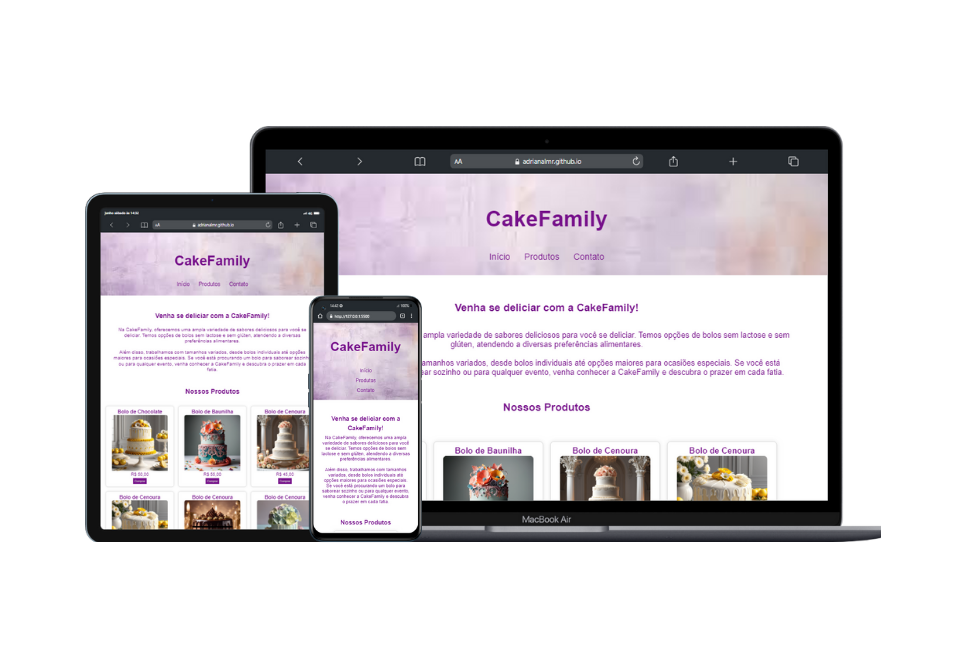 AA adrianalmr.github.io
CakeFamily
Início Produtos Contato
Venha se deliciar com a CakeFamily!
ampla variedade de sabores deliciosos para você se deliciar. Temos opções de bolos sem lactose e sem
glúten, atendendo a diversas preferências alimentares.
tamanhos variados, desde bolos individuais até opções maiores para ocasiões especiais. Se você está
sozinho ou para qualquer evento, venha conhecer a CakeFamily e descubra o prazer em cada fatia.
Nossos Produtos
Bolo de Baunilha Bolo de Cenoura Bolo de Cenoura
MacBook Air
AA adrianalmr.github.io
CakeFamily
Início Produtos Contato
Venha se deliciar com a CakeFamily!
Na CakeFamily, oferecemos uma ampla variedade de sabores deliciosos para você se
deliciar. Temos opções de bolos sem lactose e sem glúten, atendendo a diversas
preferências alimentares.
Além disso, trabalhamos com tamanhos variados, desde bolos individuais até opções
maiores para ocasiões especiais. Se você está procurando um bolo para saborear
ou para qualquer evento, venha conhecer a CakeFamily e descubra o prazer em cada
fatia.
Nossos Produtos
Bolo de Chocolate Bolo de Baunilha Bolo de Cenoura
R$ 50,00 R$ 55,00 R$ 45,00
Bolo de Cenoura Bolo de Cenoura Bolo de Cenoura
14:42
100%
CakeFamily
Início
Produtos
Contato
Venha se deliciar com a
CakeFamily!
Na CakeFamily, oferecemos uma ampla
variedade de sabores deliciosos para você
se deliciar. Temos opções de bolos sem
lactose e sem glúten, atendendo a diversas
preferências alimentares.
Além disso, trabalhamos com tamanhos
variados, desde bolos individuais até
opções maiores para ocasiões especiais.
Se você está procurando um bolo para
saborear sozinho ou para qualquer evento,
venha conhecer a CakeFamily e descubra
o prazer em cada fatia.
Nossos Produtos